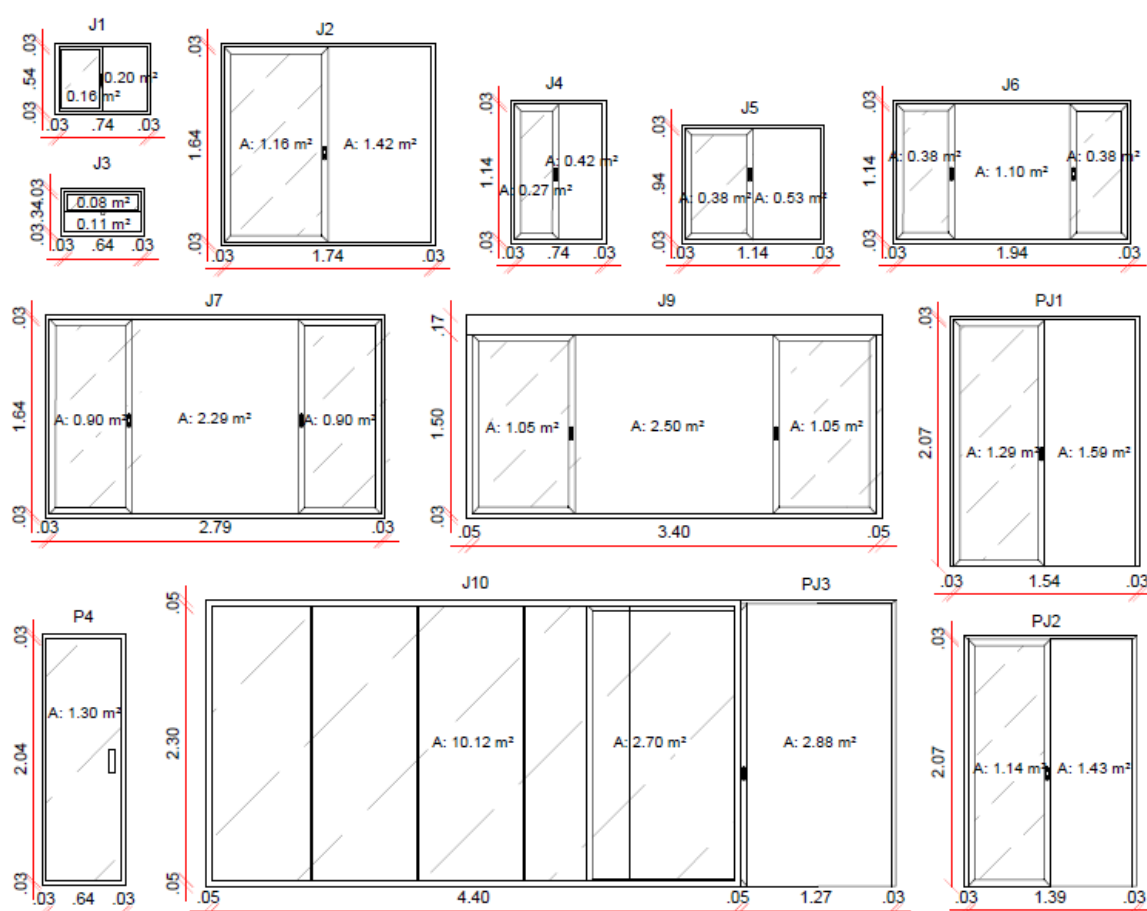 J1
.03
.54
.03
0.20 m²
0.16 m²
.03 .74 .03
J2
.03
1.64
.03
A: 1.16 m² A: 1.42 m²
.03 1.74 .03
J3
.03
.34
.03
0.08 m²
0.11 m²
.03 .64 .03
J4
.03
1.14
.03
A: 0.42 m²
A: 0.27 m²
.03 .74 .03
J5
.03
.94
.03
A: 0.38 m² A: 0.53 m²
.03 1.14 .03
J6
.03
1.14
.03
A: 0.38 m² A: 1.10 m² A: 0.38 m²
.03 1.94 .03
J7
.03
1.64
.03
A: 0.90 m² A: 2.29 m² A: 0.90 m²
.03 2.79 .03
J9
.17
1.50
.03
A: 1.05 m² A: 2.50 m² A: 1.05 m²
.05 3.40 .05
PJ1
.03
2.07
A: 1.29 m² A: 1.59 m²
.03 1.54 .03
P4
.03
2.04
.03
A: 1.30 m²
.03 .64 .03
J10 PJ3
.05
2.30
.05
A: 10.12 m² A: 2.70 m² A: 2.88 m²
.05 4.40 .05 1.27 .03
PJ2
.03
2.07
A: 1.14 m² A: 1.43 m²
.03 1.39 .03